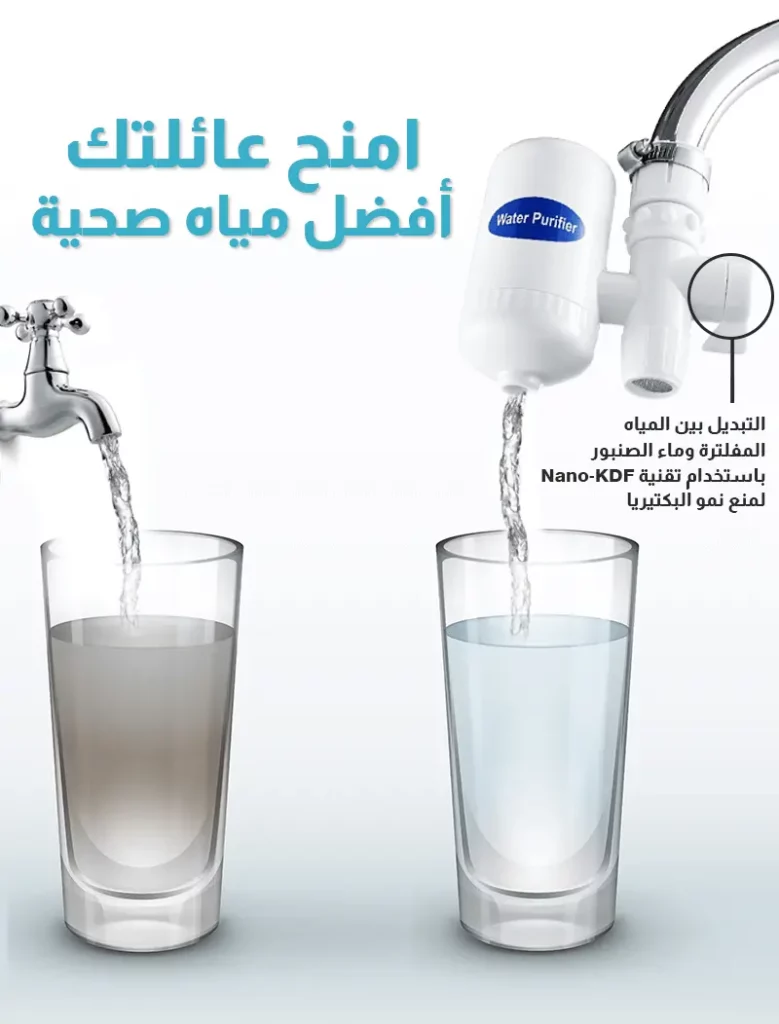 امنح عائلتك
أفضل مياه صحية
Water Purifier
التبديل بين المياه
المفلترة وماء الصنبور
باستخدام تقنية Nano-KDF
لمنع نمو البكتيريا